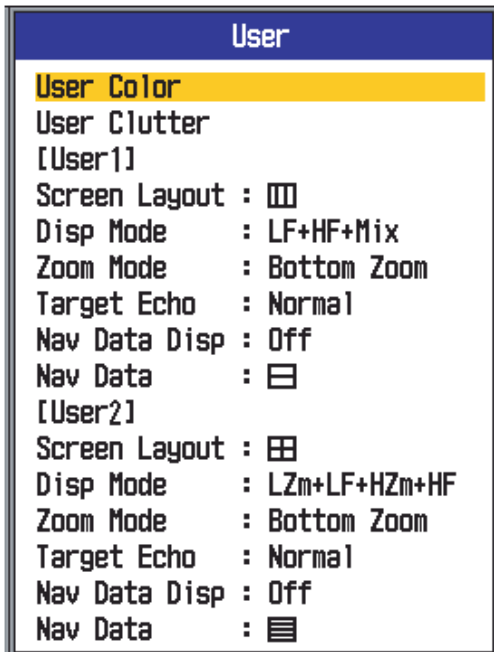 User
User Color
User Clutter
[User1]
Screen Layout :
Disp Mode : LF+HF+Mix
Zoom Mode : Bottom Zoom
Target Echo : Normal
Nav Data Disp : Off
Nav Data :
[User2]
Screen Layout :
Disp Mode : LZm+LF+HZm+HF
Zoom Mode : Bottom Zoom
Target Echo : Normal
Nav Data Disp : Off
Nav Data :